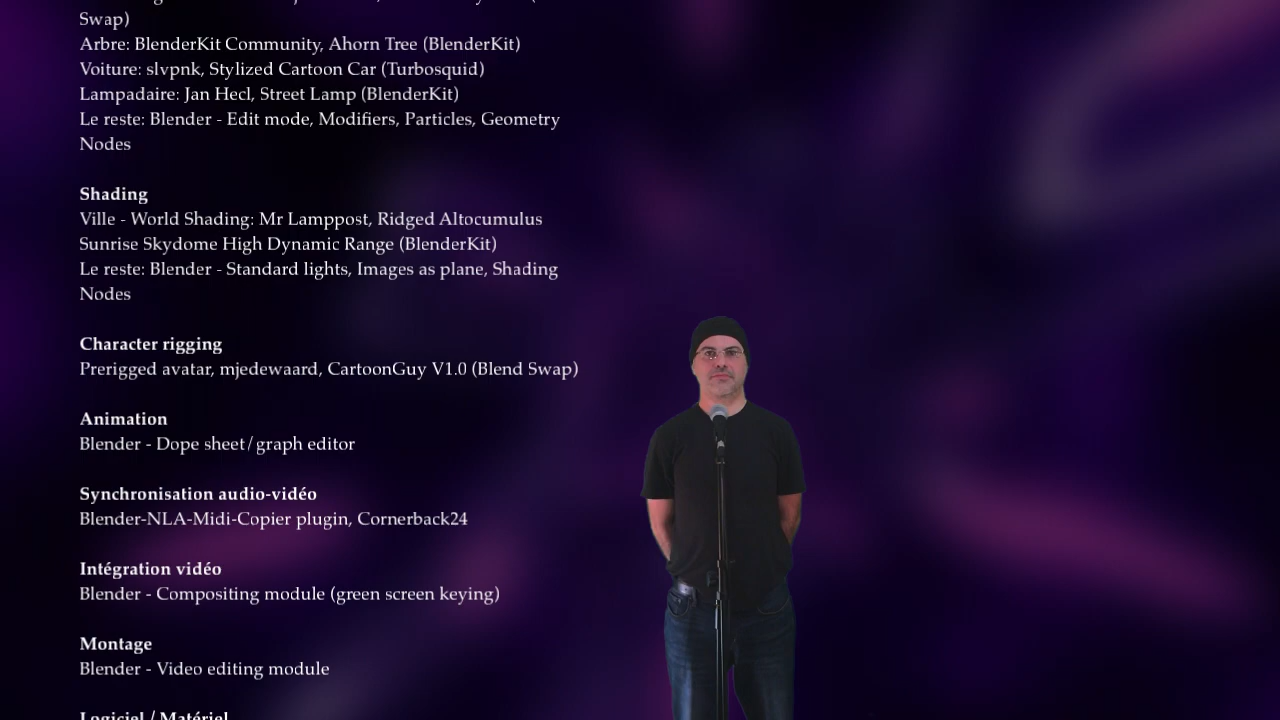 Swap)
Arbre: BlenderKit Community, Ahorn Tree (BlenderKit)
Voiture: slvpnk, Stylized Cartoon Car (Turbosquid)
Lampadaire: Jan Hecl, Street Lamp (BlenderKit)
Le reste: Blender - Edit mode, Modifiers, Particles, Geometry
Nodes
Shading
Ville - World Shading: Mr Lamppost, Ridged Altocumulus
Sunrise Skydome High Dynamic Range (BlenderKit)
Le reste: Blender - Standard lights, Images as plane, Shading
Nodes
Character rigging
Prerigged avatar, mjedewaard, CartoonGuy V1.0 (Blend Swap)
Animation
Blender - Dope sheet/graph editor
Synchronisation audio-vidéo
Blender-NLA-Midi-Copier plugin, Cornerback24
Intégration vidéo
Blender - Compositing module (green screen keying)
Montage
Blender - Video editing module
Logiciel / Matériel